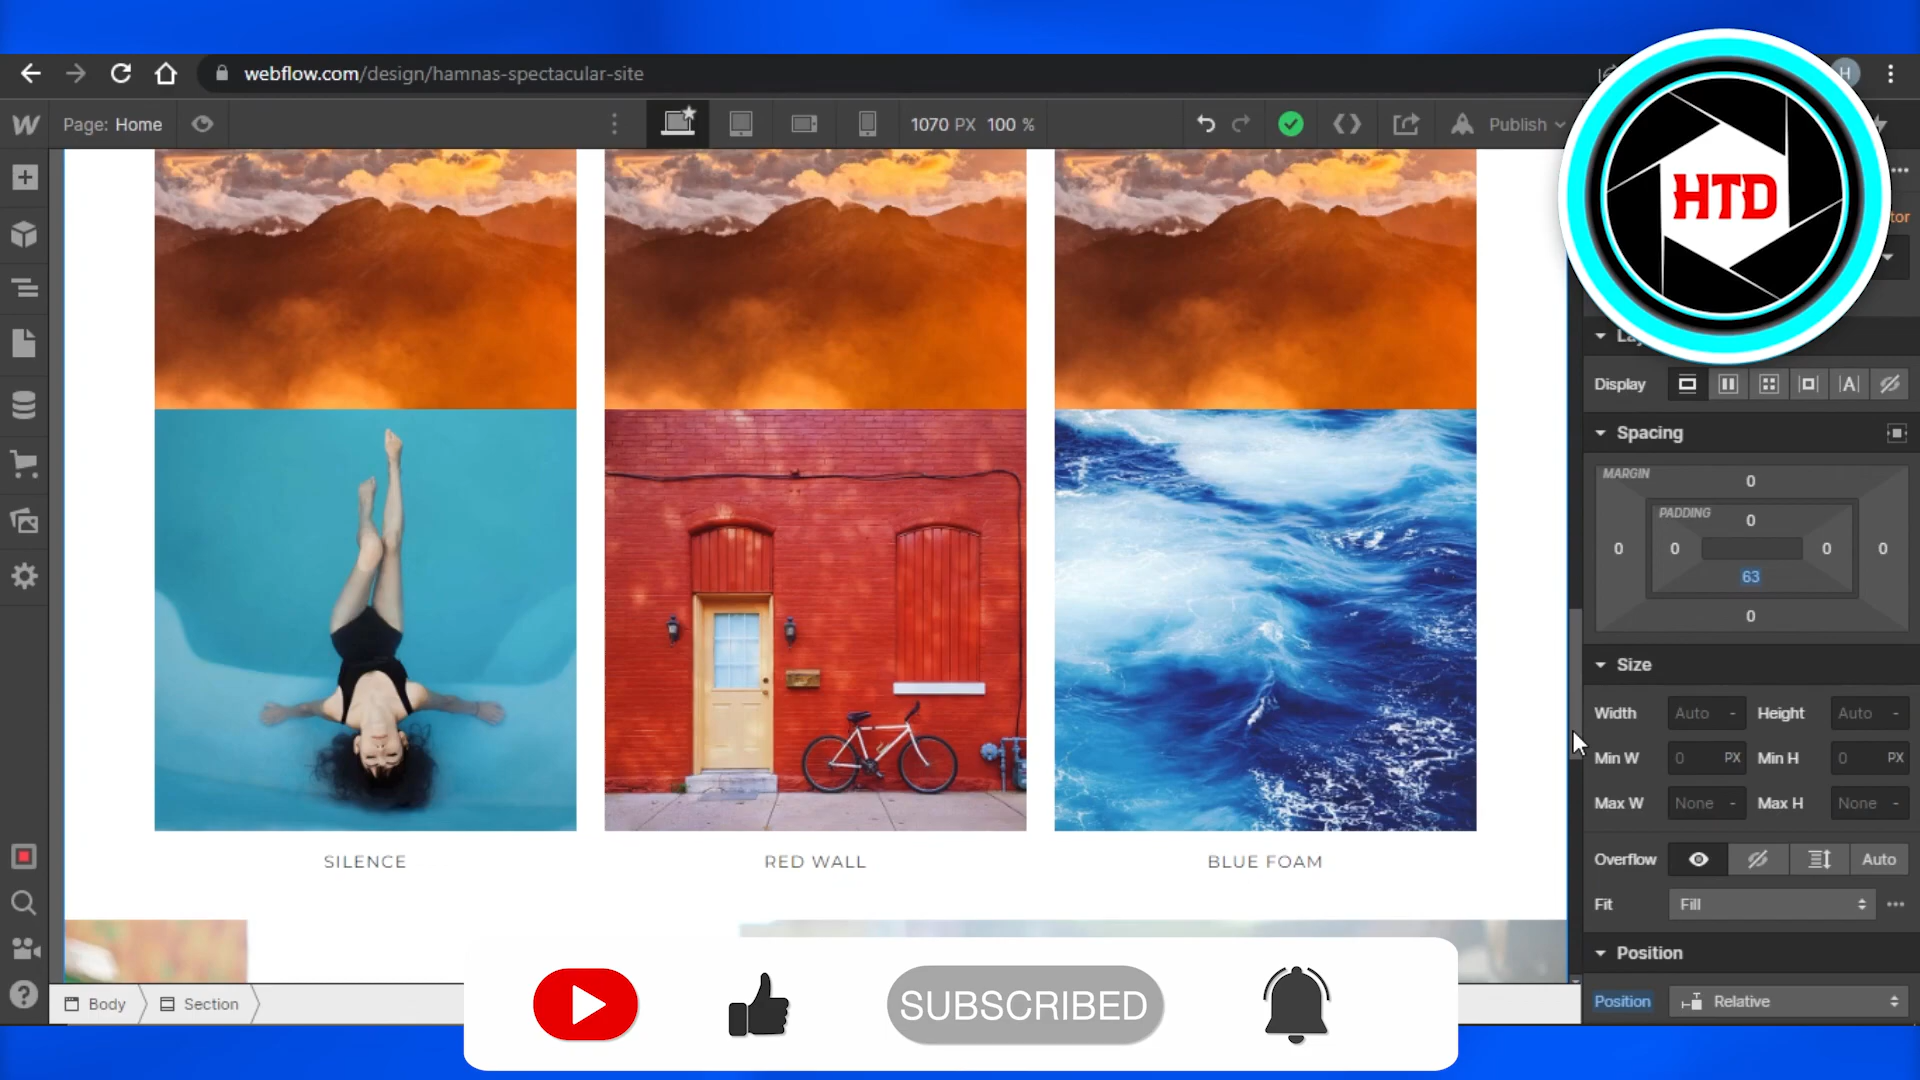 webflow.com/design/hamnas-spectacular-site
H
W
Page: Home
1070 PX 100 %
Publish
HTD
tor
Display
Spacing
MARGIN
0
PADDING
0
0 0 0 0
63
0
Size
Width Auto - Height Auto -
Min W 0 PX Min H 0 PX
Max W None - Max H None -
Overflow Auto
Fit Fill
Position
Position Relative
SILENCE
RED WALL
BLUE FOAM
Body
Section
SUBSCRIBED